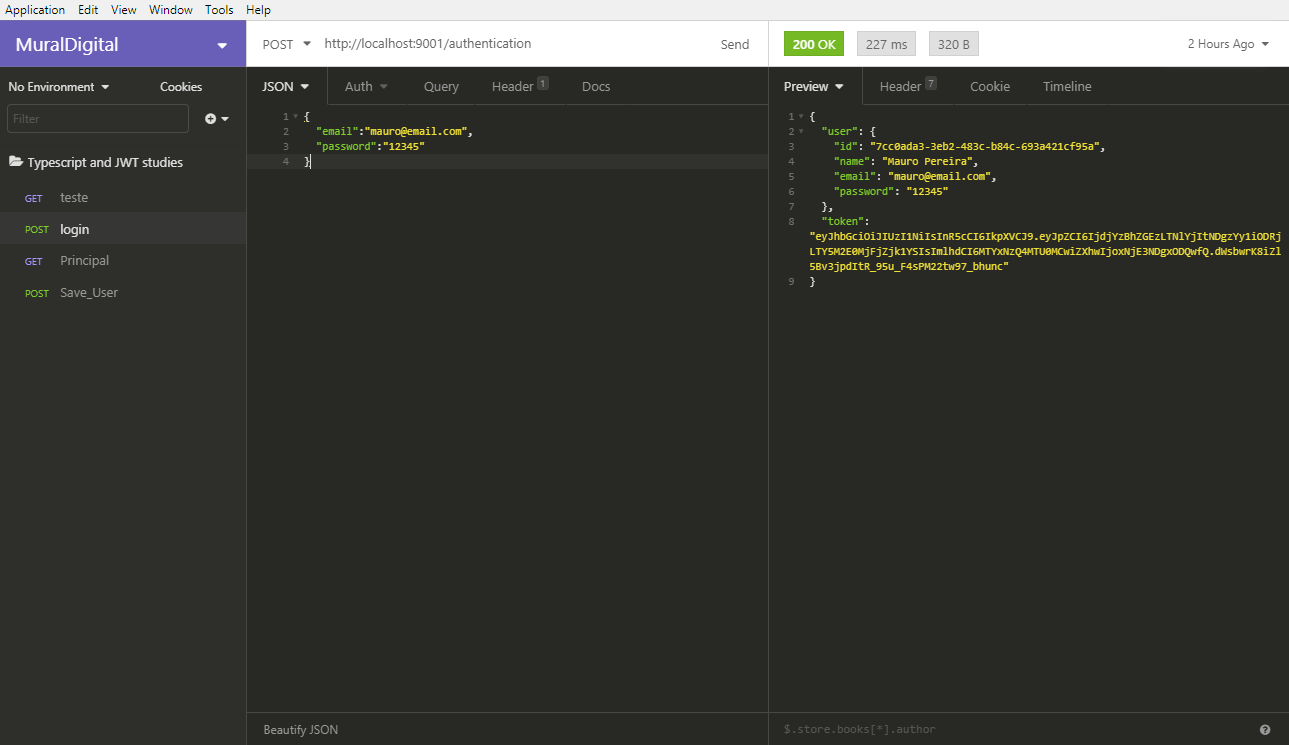 Application Edit View Window Tools Help
MuralDigital
No Environment Cookies
Filter
Typescript and JWT studies
GET teste
POST login
GET Principal
POST Save_User
POST http://localhost:9001/authentication Send
JSON Auth Query Header 1 Docs
1 {
2 "email":"mauro@email.com",
3 "password":"12345"
4 }
Beautify JSON
200 OK 227 ms 320 B 2 Hours Ago
Preview Header 7 Cookie Timeline
1 {
2 "user": {
3 "id": "7cc0ada3-3eb2-483c-b84c-693a421cf95a",
4 "name": "Mauro Pereira",
5 "email": "mauro@email.com",
6 "password": "12345"
7 },
8 "token":
"eyJhbGciOiJIUzI1NiIsInR5cCI6IkpXVCJ9.eyJpZCI6IjdjYzBhZGEzLTNlYjItNDgzYy1iODRj
LTY5M2E0MjFjZjk1YSIsImlhdCI6MTYxNzQ4MTU0MCwiZXhwIjoxNjE3NDgxODQwfQ.dWsbwrK8iZl
5Bv3jpdItR_95u_F4sPM22tw97_bhunc"
9 }
$.store.books[*].author